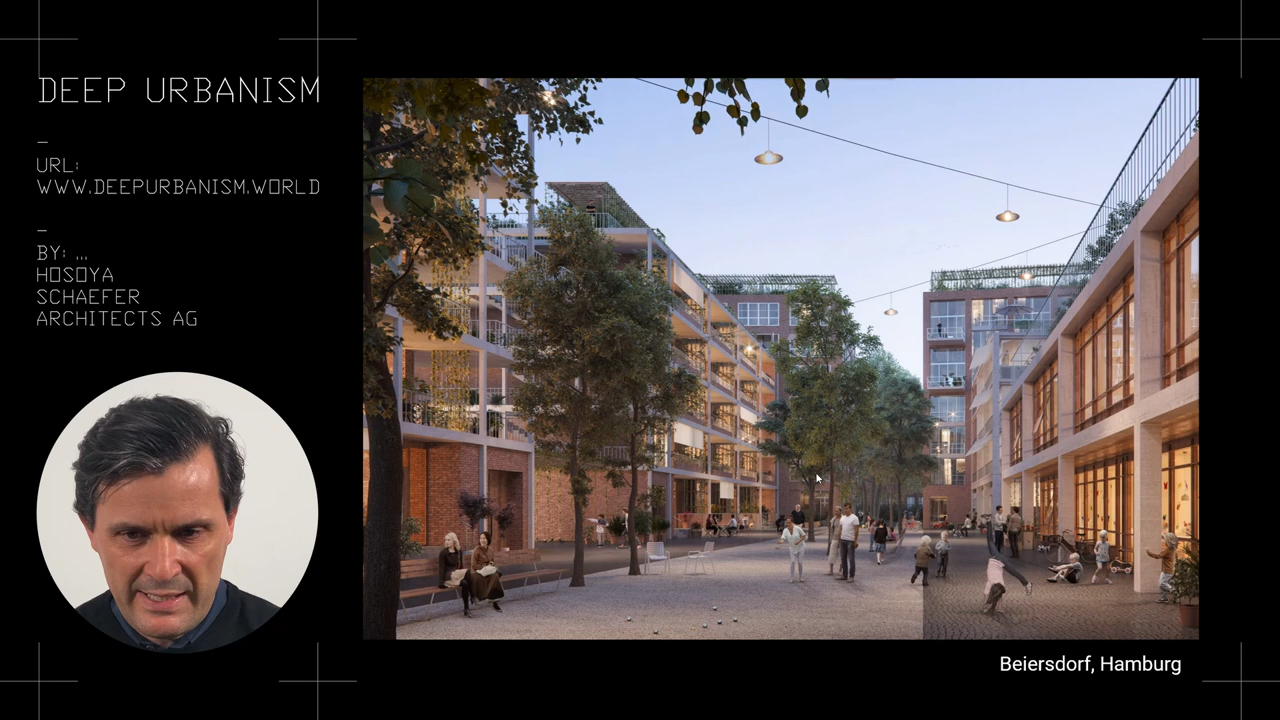 DEEP URBANISM
–
URL:
WWW.DEEPURBANISM.WORLD
–
BY: ...
HOSOYA
SCHAEFER
ARCHITECTS AG
Beiersdorf, Hamburg